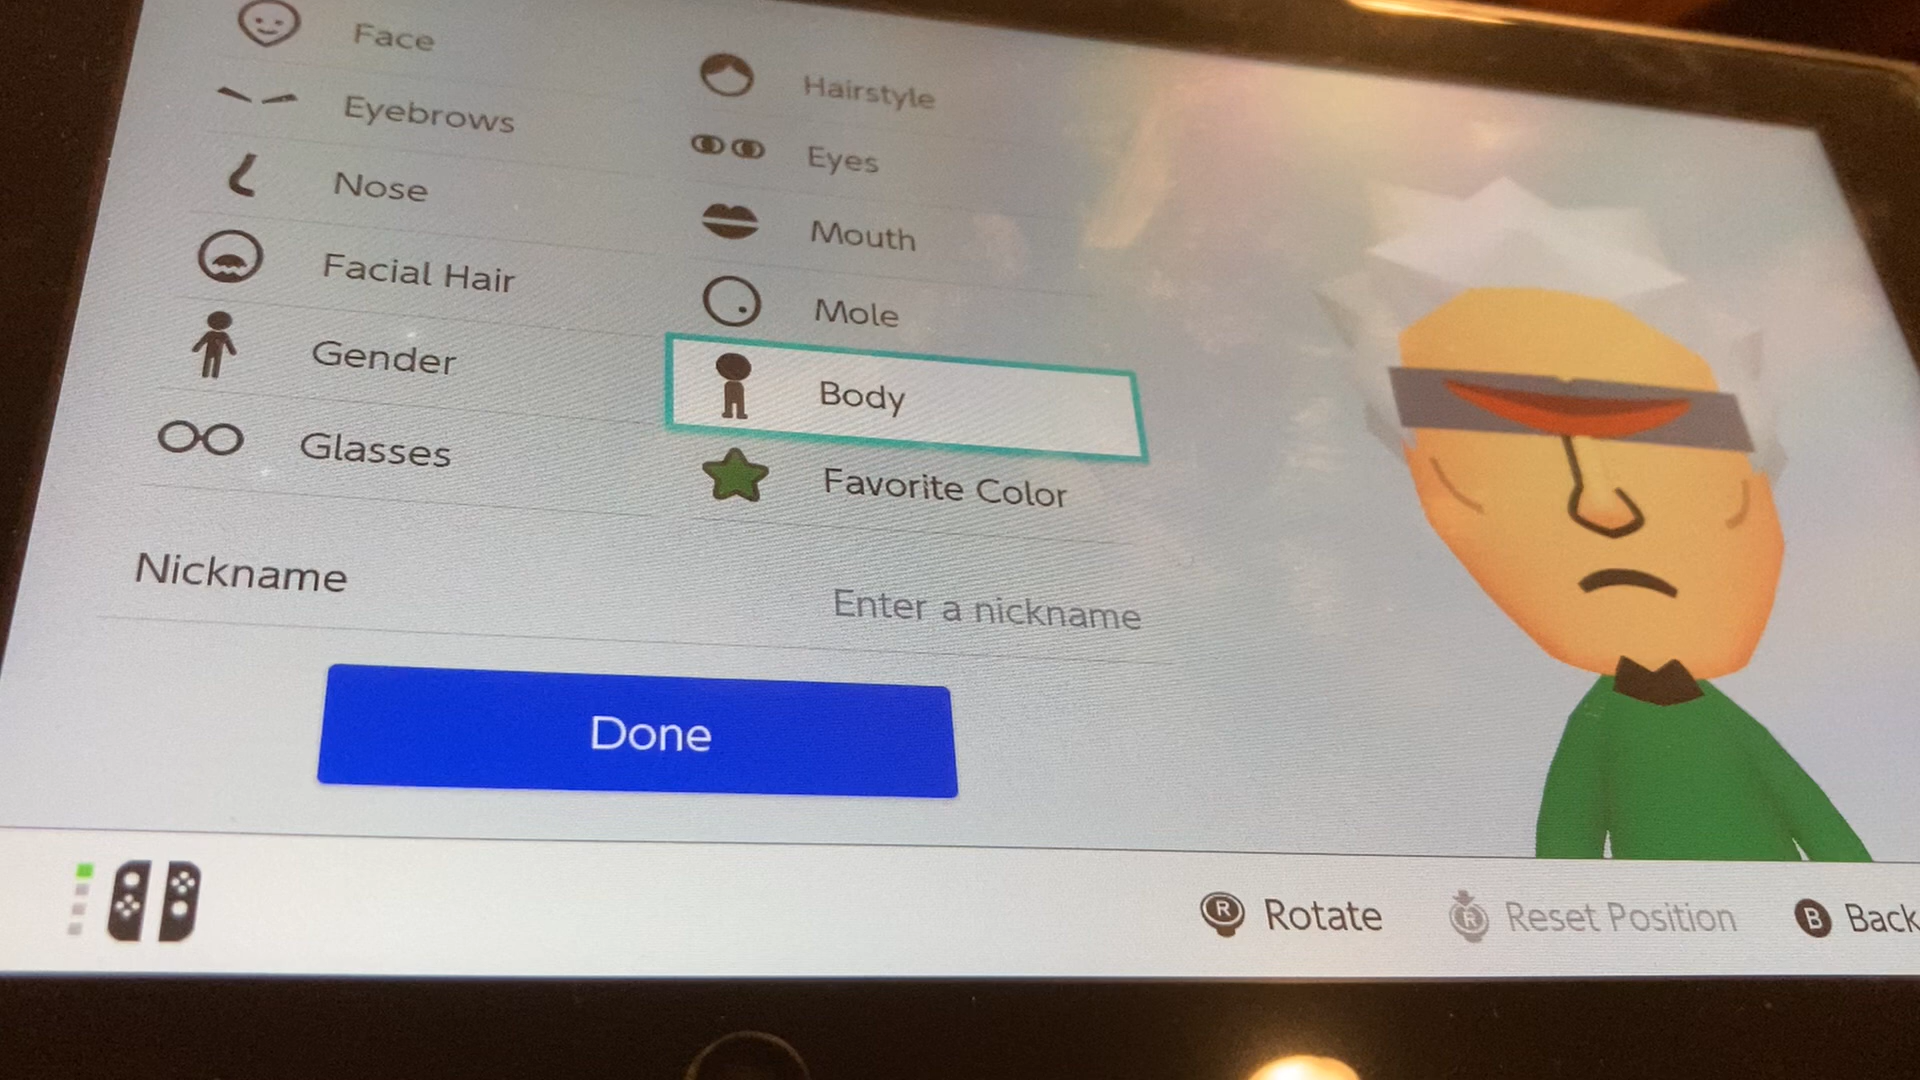 Face
Hairstyle
Eyebrows
Eyes
Nose
Mouth
Facial Hair
Mole
Gender
Body
Glasses
Favorite Color
Nickname
Enter a nickname
Done
R Rotate
R Reset Position
B Back